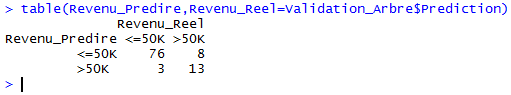 > table(Revenu_Predire,Revenu_Reel=Validation_Arbre$Prediction)
              Revenu_Reel
Revenu_Predire <=50K >50K
         <=50K    76    8
         >50K      3   13
>